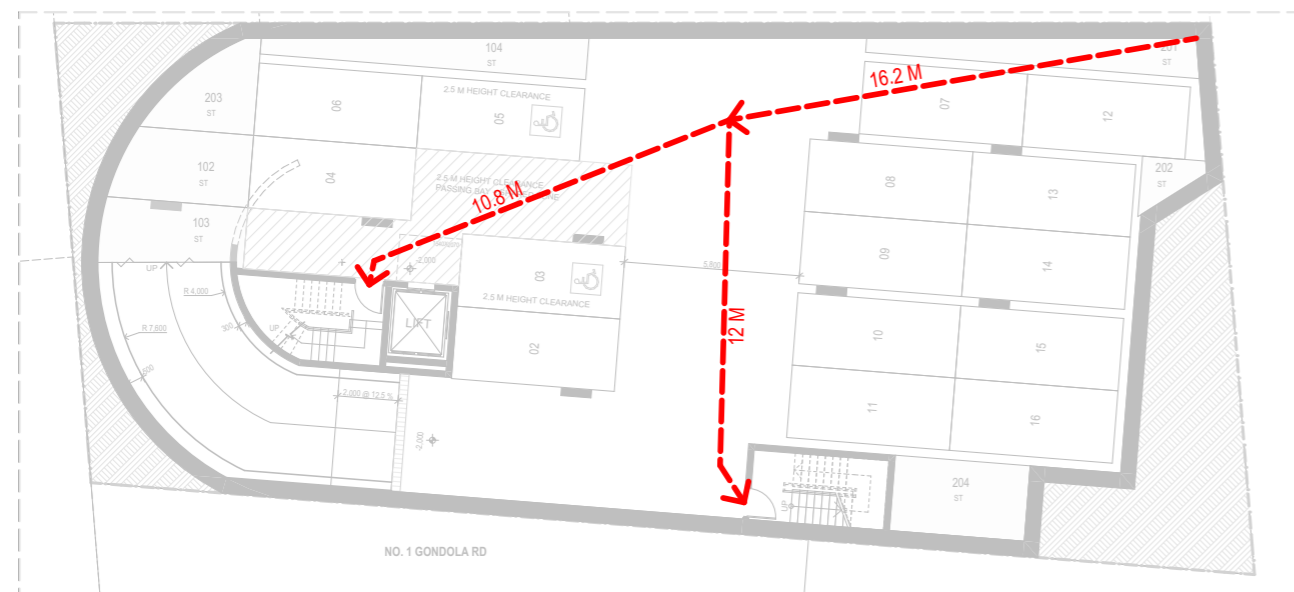 104
ST
201
ST
16.2 M
203
ST
06
2.5 M HEIGHT CLEARANCE
05
07
12
102
ST
04
2.5 M HEIGHT CLEARANCE
10.8 M
08
13
202
ST
103
ST
UP
-2,000
03
2.5 M HEIGHT CLEARANCE
5,800
09
14
R 4,000
R 7,600
300
UP
LIFT
02
12 M
10
15
500
2,000 @ 12.5 %
-2,000
11
16
UP
204
ST
NO. 1 GONDOLA RD